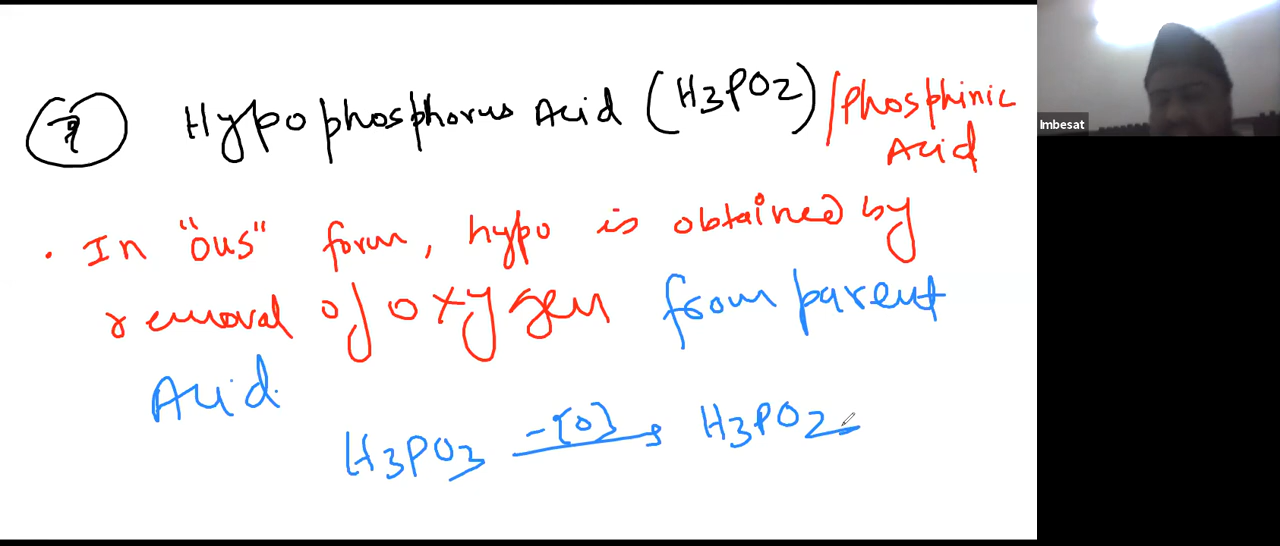 7 Hypophosphorus Acid (H3PO2)/Phosphinic Acid
Imbesat
. In "ous" form, hypo is obtained by
removal of oxygen from parent
Acid.
H3PO3 -[O] → H3PO2